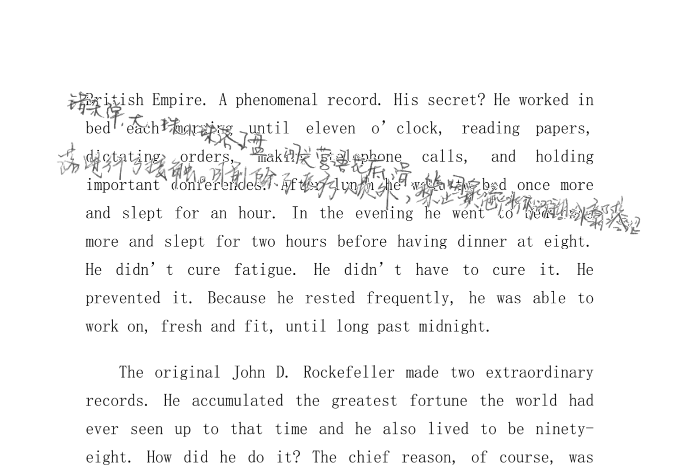 British Empire. A phenomenal record. His secret? He worked in
bed each morning until eleven o’clock, reading papers,
dictating orders, making telephone calls, and holding
important conferences. After lunch he went to bed once more
and slept for an hour. In the evening he went to bed once
more and slept for two hours before having dinner at eight.
He didn’t cure fatigue. He didn’t have to cure it. He
prevented it. Because he rested frequently, he was able to
work on, fresh and fit, until long past midnight.
The original John D. Rockefeller made two extraordinary
records. He accumulated the greatest fortune the world had
ever seen up to that time and he also lived to be ninety-
eight. How did he do it? The chief reason, of course, was